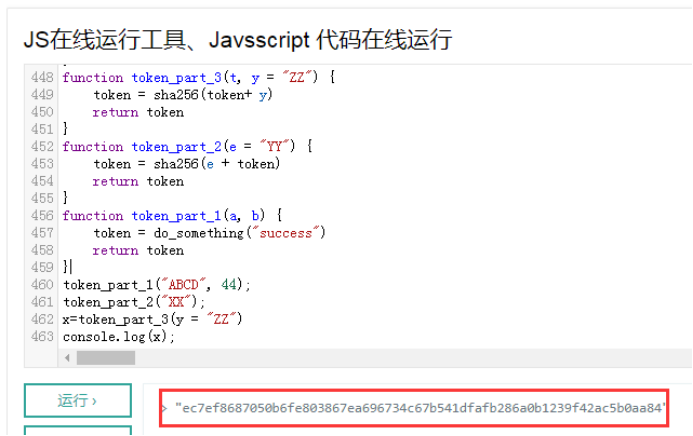 JS在线运行工具、Javsscript 代码在线运行
448 function token_part_3(t, y = "ZZ") {
449 token = sha256(token+ y)
450 return token
451 }
452 function token_part_2(e = "YY") {
453 token = sha256(e + token)
454 return token
455 }
456 function token_part_1(a, b) {
457 token = do_something("success")
458 return token
459 }
460 token_part_1("ABCD", 44);
461 token_part_2("XX");
462 x=token_part_3(y = "ZZ")
463 console.log(x);
运行 ›
› "ec7ef8687050b6fe803867ea696734c67b541dfafb286a0b1239f42ac5b0aa84"